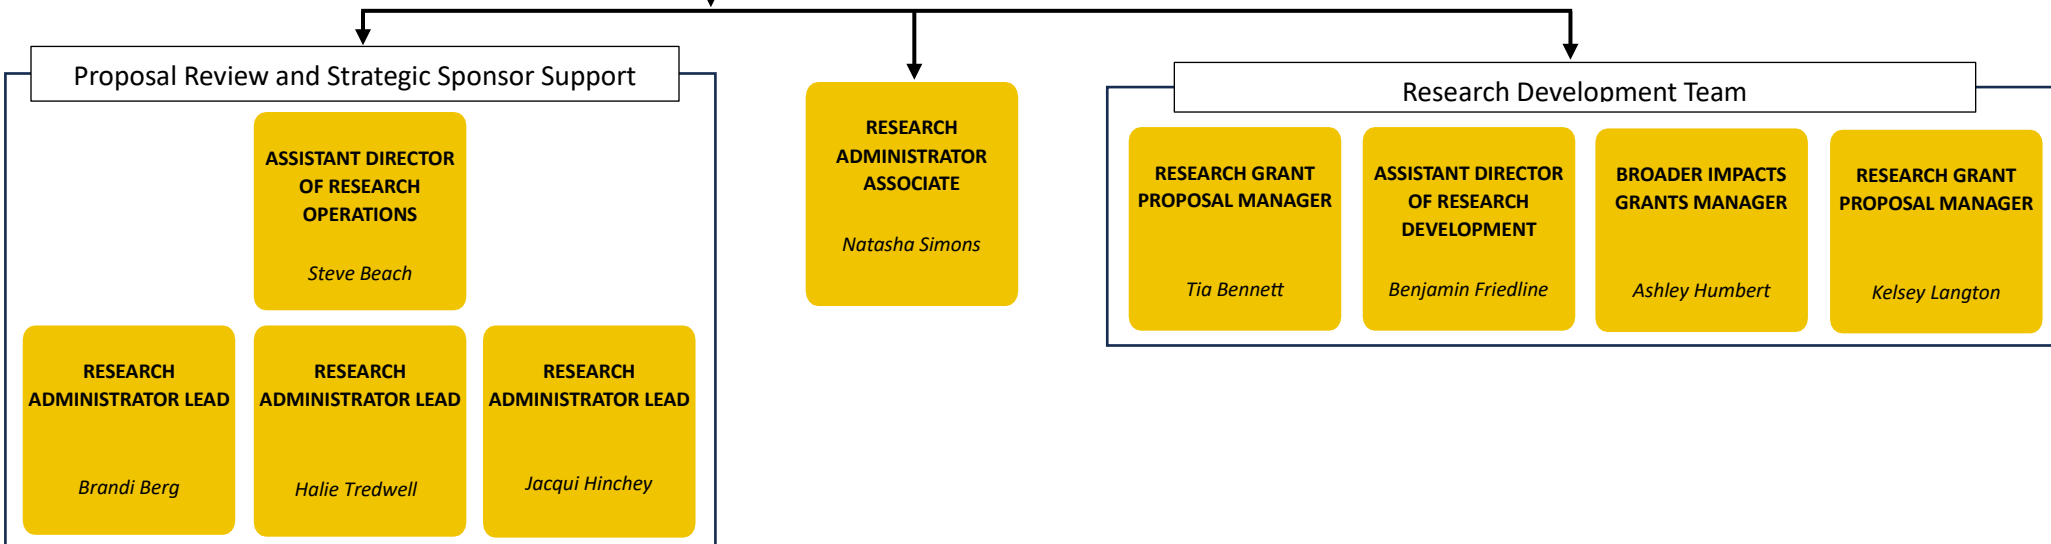 Proposal Review and Strategic Sponsor Support
ASSISTANT DIRECTOR
OF RESEARCH
OPERATIONS
Steve Beach
RESEARCH
ADMINISTRATOR LEAD
Brandi Berg
RESEARCH
ADMINISTRATOR LEAD
Halie Tredwell
RESEARCH
ADMINISTRATOR LEAD
Jacqui Hinchey
RESEARCH
ADMINISTRATOR
ASSOCIATE
Natasha Simons
Research Development Team
RESEARCH GRANT
PROPOSAL MANAGER
Tia Bennett
ASSISTANT DIRECTOR
OF RESEARCH
DEVELOPMENT
Benjamin Friedline
BROADER IMPACTS
GRANTS MANAGER
Ashley Humbert
RESEARCH GRANT
PROPOSAL MANAGER
Kelsey Langton